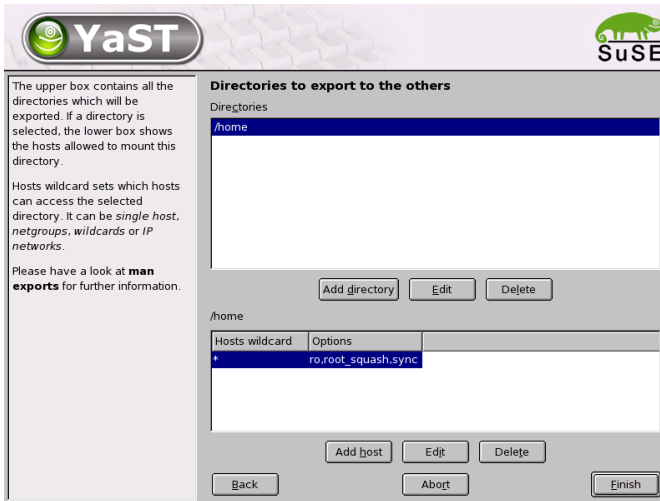 YaST
SuSE
The upper box contains all the
directories which will be
exported. If a directory is
selected, the lower box shows
the hosts allowed to mount this
directory.
Hosts wildcard sets which hosts
can access the selected
directory. It can be single host,
netgroups, wildcards or IP
networks.
Please have a look at man
exports for further information.
Directories to export to the others
Directories
/home
Add directory
Edit
Delete
/home
Hosts wildcard
Options
*
ro,root_squash,sync
Add host
Edit
Delete
Back
Abort
Finish